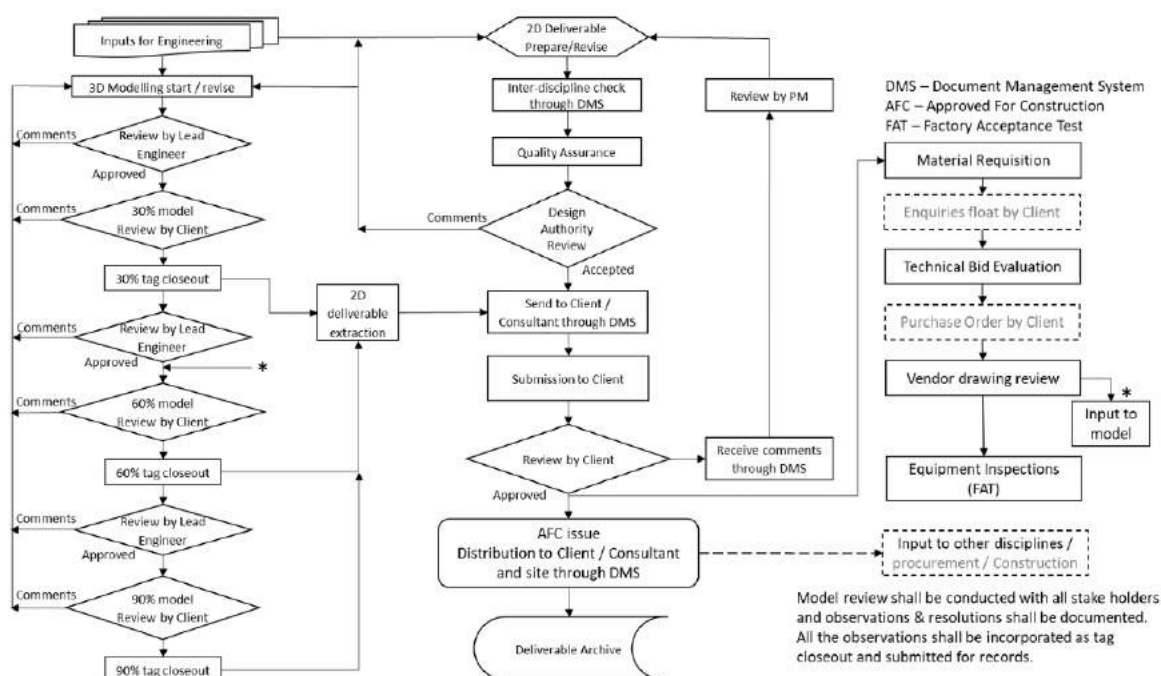 Inputs for Engineering
3D Modelling start / revise
Comments
Review by Lead
Engineer
Approved
Comments
30% model
Review by Client
30% tag closeout
Comments
Review by Lead
Engineer
Approved
*
Comments
60% model
Review by Client
60% tag closeout
Comments
Review by Lead
Engineer
Approved
Comments
90% model
Review by Client
90% tag closeout
2D
deliverable
extraction
2D Deliverable
Prepare/Revise
Inter-discipline check
through DMS
Quality Assurance
Comments
Design
Authority
Review
Accepted
Send to Client /
Consultant through DMS
Submission to Client
Review by Client
Approved
AFC issue
Distribution to Client / Consultant
and site through DMS
Deliverable Archive
Review by PM
Receive comments
through DMS
DMS – Document Management System
AFC – Approved For Construction
FAT – Factory Acceptance Test
Material Requisition
Enquiries float by Client
Technical Bid Evaluation
Purchase Order by Client
Vendor drawing review
*
Input to
model
Equipment Inspections
(FAT)
Input to other disciplines /
procurement / Construction
Model review shall be conducted with all stake holders
and observations & resolutions shall be documented.
All the observations shall be incorporated as tag
closeout and submitted for records.